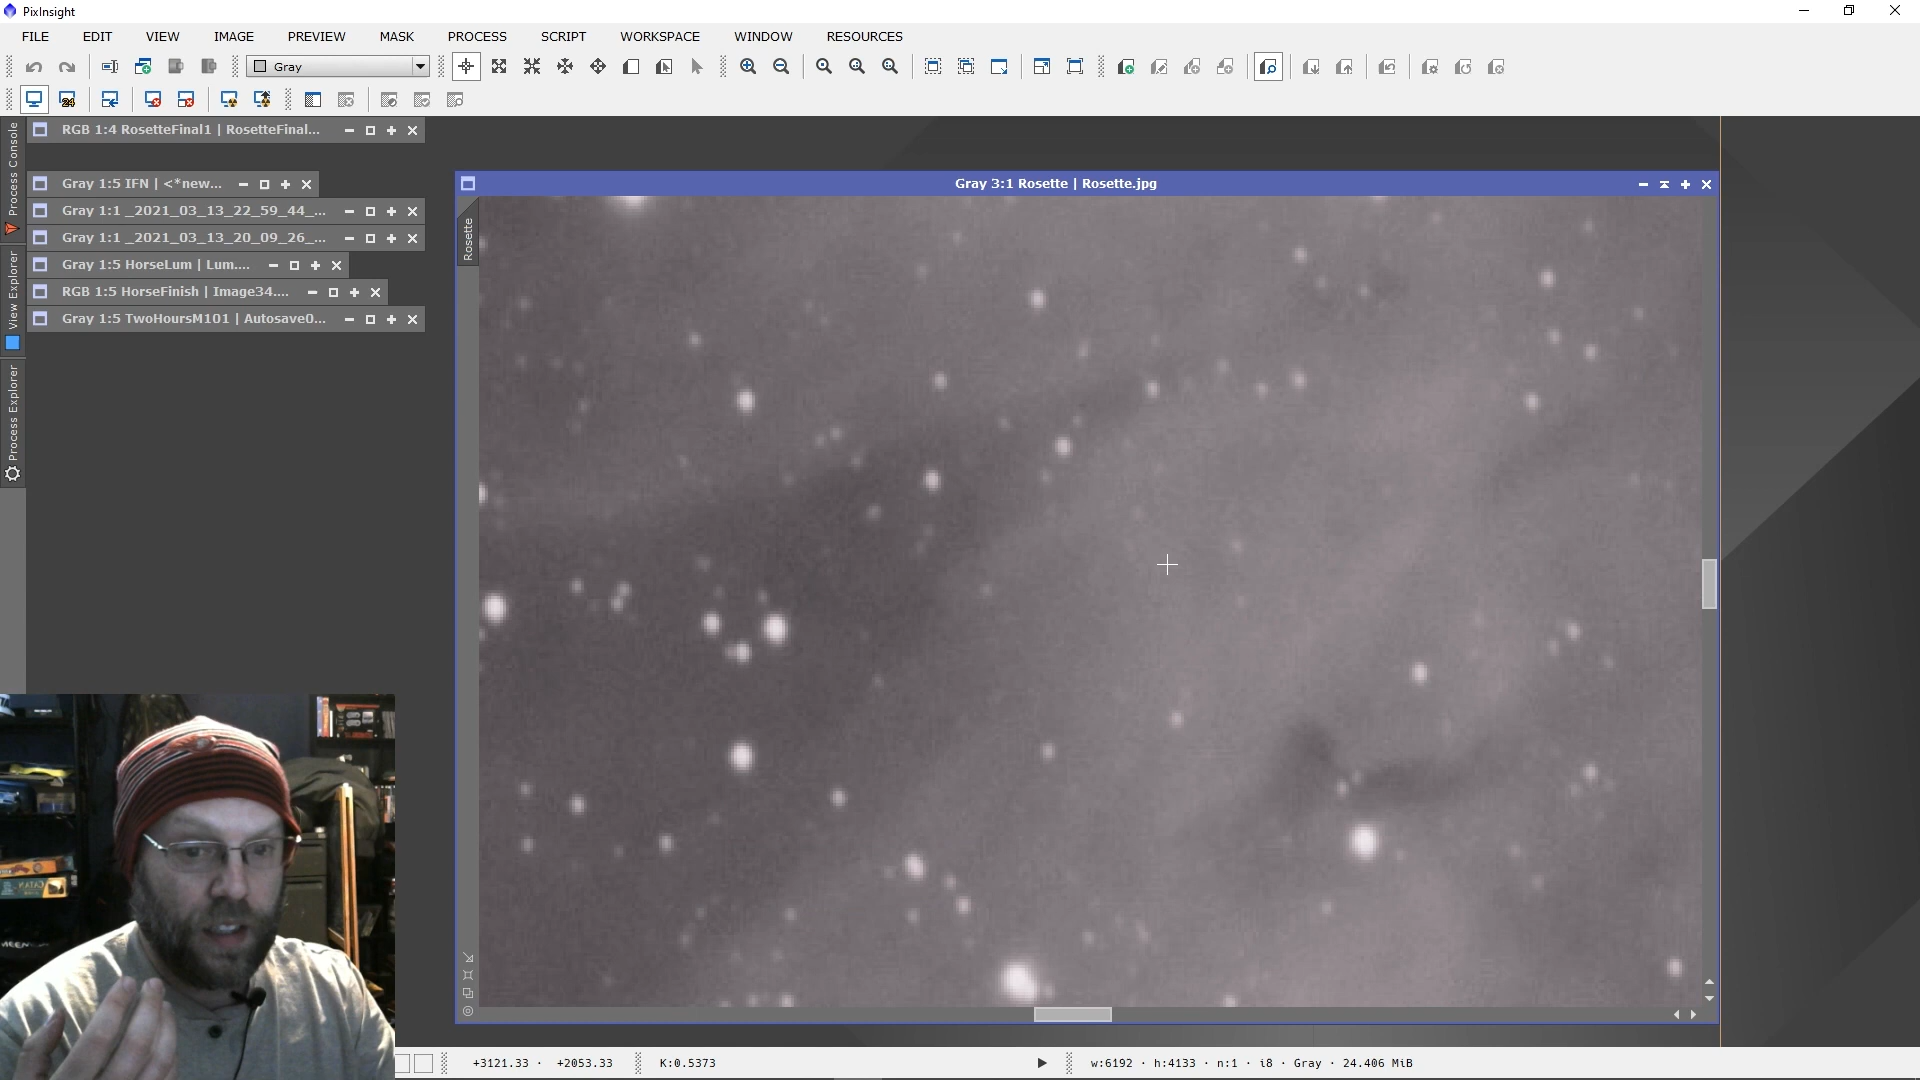 PixInsight
FILE EDIT VIEW IMAGE PREVIEW MASK PROCESS SCRIPT WORKSPACE WINDOW RESOURCES
Gray
24
RGB 1:4 RosetteFinal1 | RosetteFinal...
Gray 1:5 IFN | <*new...
Gray 1:1 _2021_03_13_22_59_44_...
Gray 1:1 _2021_03_13_20_09_26_...
Gray 1:5 HorseLum | Lum....
RGB 1:5 HorseFinish | Image34....
Gray 1:5 TwoHoursM101 | Autosave0...
Process Console
View Explorer
Process Explorer
Gray 3:1 Rosette | Rosette.jpg
Rosette
CATAN
+3121.33 · +2053.33
K:0.5373
w:6192 · h:4133 · n:1 · i8 · Gray · 24.406 MiB